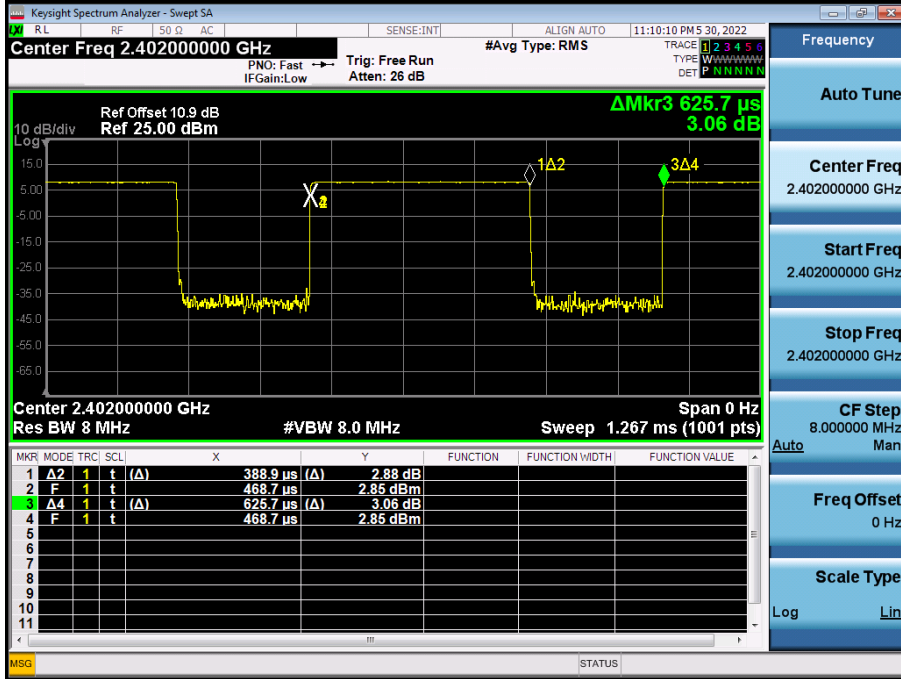 Keysight Spectrum Analyzer - Swept SA
LXI RL RF 50 Ω AC SENSE:INT ALIGN AUTO 11:10:10 PM 5 30, 2022
Center Freq 2.402000000 GHz
#Avg Type: RMS
TRACE 1 2 3 4 5 6
PNO: Fast
Trig: Free Run
TYPE WWWWWW
IFGain:Low
Atten: 26 dB
DET P N N N N N
ΔMkr3 625.7 µs
3.06 dB
Ref Offset 10.9 dB
10 dB/div Ref 25.00 dBm
Log
15.0
5.00
-5.00
-15.0
-25.0
-35.0
-45.0
-55.0
-65.0
1Δ2
3Δ4
Center 2.402000000 GHz Span 0 Hz
Res BW 8 MHz #VBW 8.0 MHz Sweep 1.267 ms (1001 pts)
MKR MODE TRC SCL X Y FUNCTION FUNCTION WIDTH FUNCTION VALUE
1 Δ2 1 t (Δ) 388.9 µs (Δ) 2.88 dB
2 F 1 t 468.7 µs 2.85 dBm
3 Δ4 1 t (Δ) 625.7 µs (Δ) 3.06 dB
4 F 1 t 468.7 µs 2.85 dBm
5
6
7
8
9
10
11
MSG STATUS
Frequency
Auto Tune
Center Freq
2.402000000 GHz
Start Freq
2.402000000 GHz
Stop Freq
2.402000000 GHz
CF Step
8.000000 MHz
Auto Man
Freq Offset
0 Hz
Scale Type
Log Lin